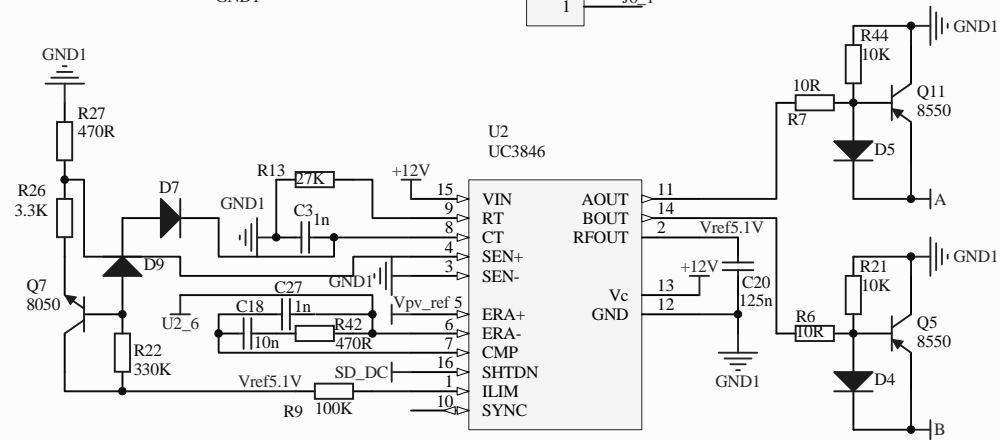 GND1
1
J6_1
GND1
R27
470R
R26
3.3K
Q7
8050
D7
D9
R22
330K
GND1
R13
27K
C3
1n
+12V
GND1
U2_6
C27
1n
C18
10n
R42
470R
Vpv_ref
SD_DC
Vref5.1V
R9
100K
U2
UC3846
15
VIN
9
RT
8
CT
4
SEN+
3
SEN-
5
ERA+
6
ERA-
7
CMP
16
SHTDN
1
ILIM
10
SYNC
AOUT
11
BOUT
14
RFOUT
2
Vc
13
GND
12
Vref5.1V
+12V
C20
125n
GND1
10R
R7
R44
10K
GND1
Q11
8550
D5
A
R6
10R
R21
10K
GND1
Q5
8550
D4
B